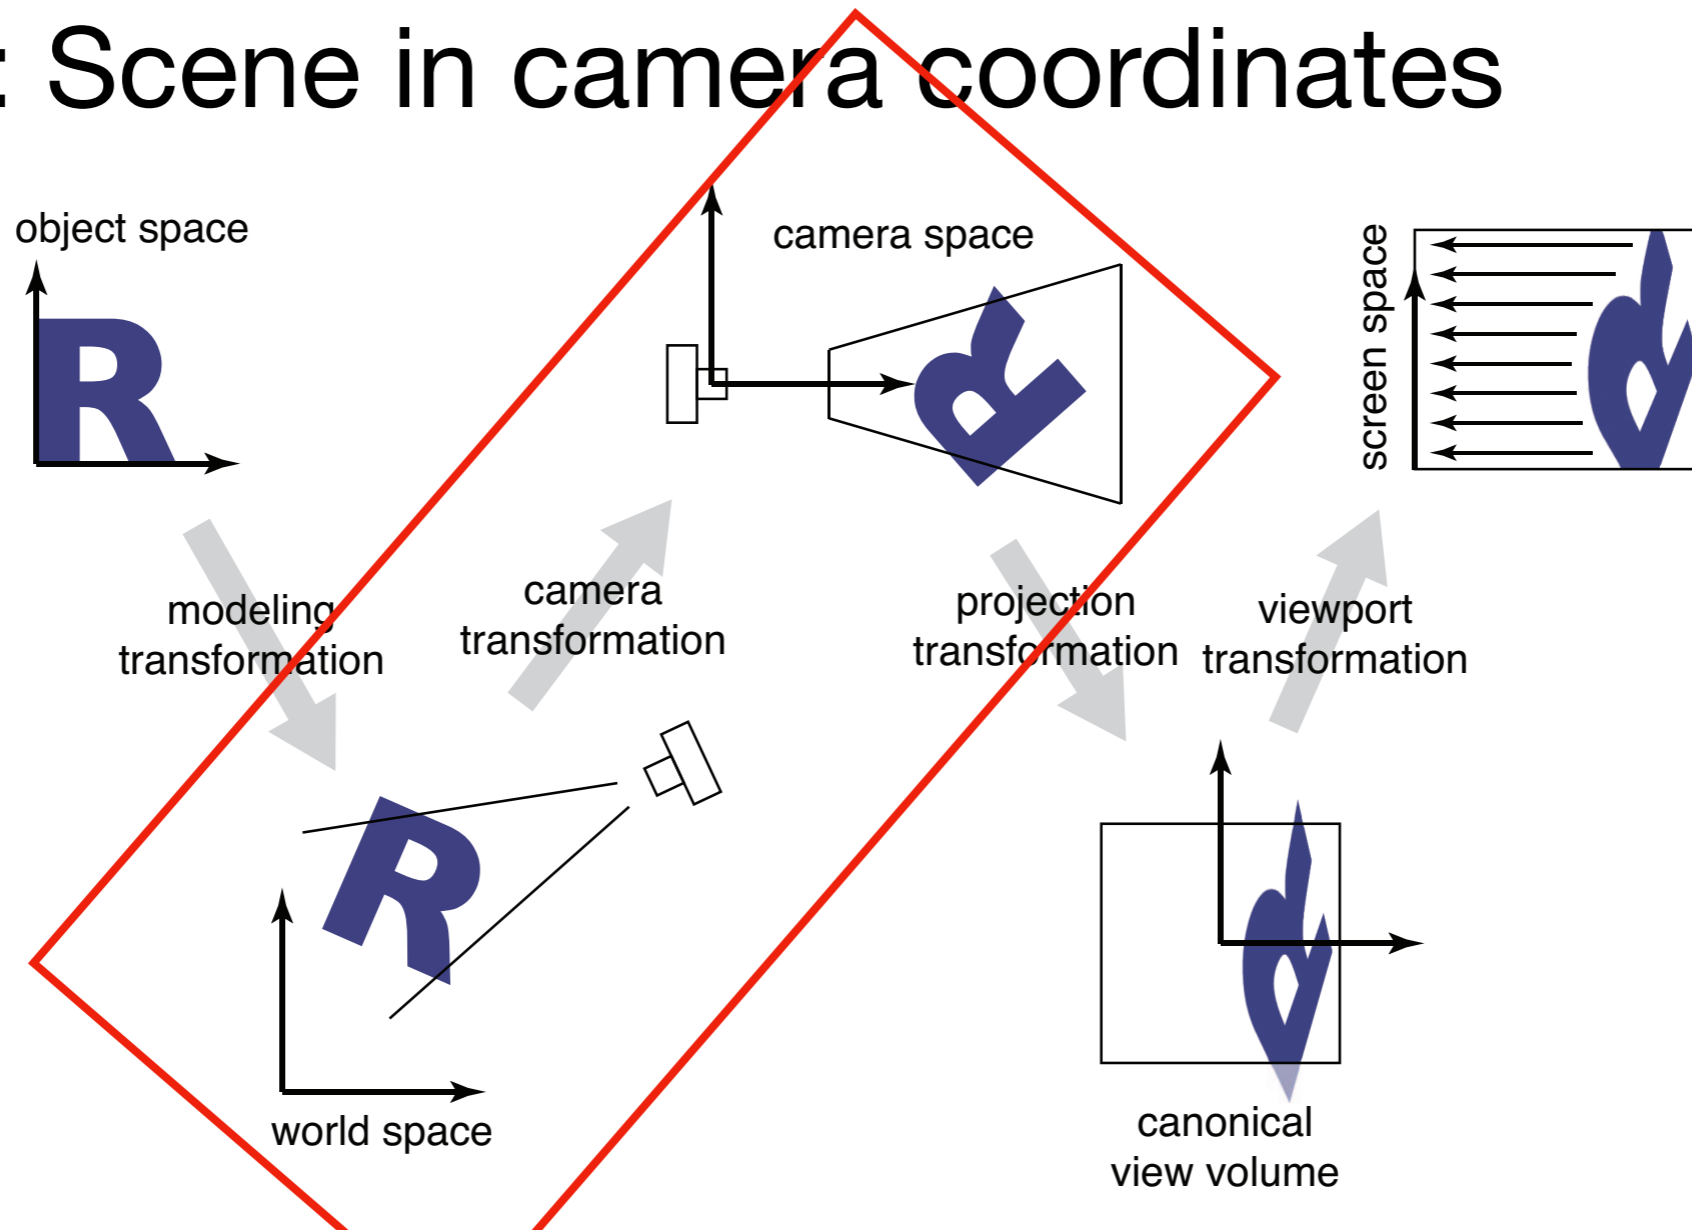 : Scene in camera coordinates
object space
camera space
screen space
modeling
transformation
camera
transformation
projection
transformation
viewport
transformation
world space
canonical
view volume